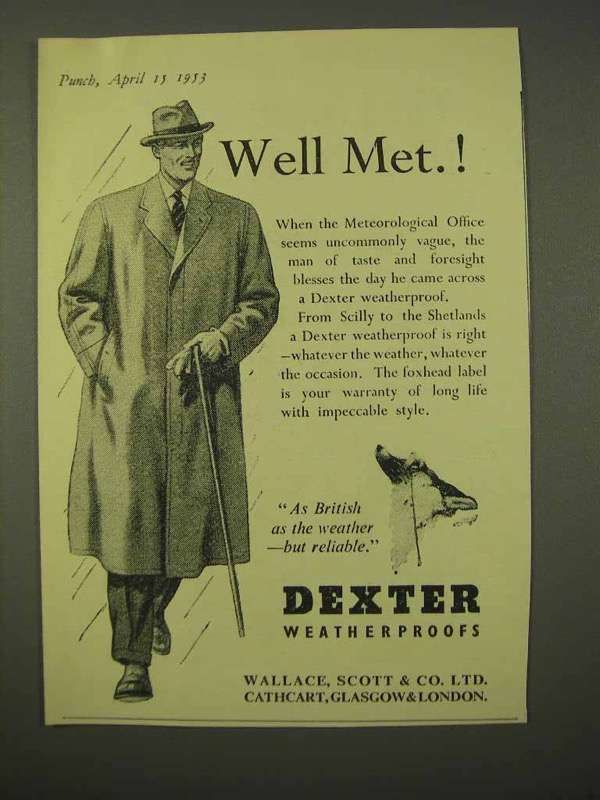 Punch, April 15 1953
Well Met.!
When the Meteorological Office
seems uncommonly vague, the
man of taste and foresight
blesses the day he came across
a Dexter weatherproof.
From Scilly to the Shetlands
a Dexter weatherproof is right
—whatever the weather, whatever
the occasion. The foxhead label
is your warranty of long life
with impeccable style.
“As British
as the weather
—but reliable.”
DEXTER
WEATHERPROOFS
WALLACE, SCOTT & CO. LTD.
CATHCART, GLASGOW & LONDON.